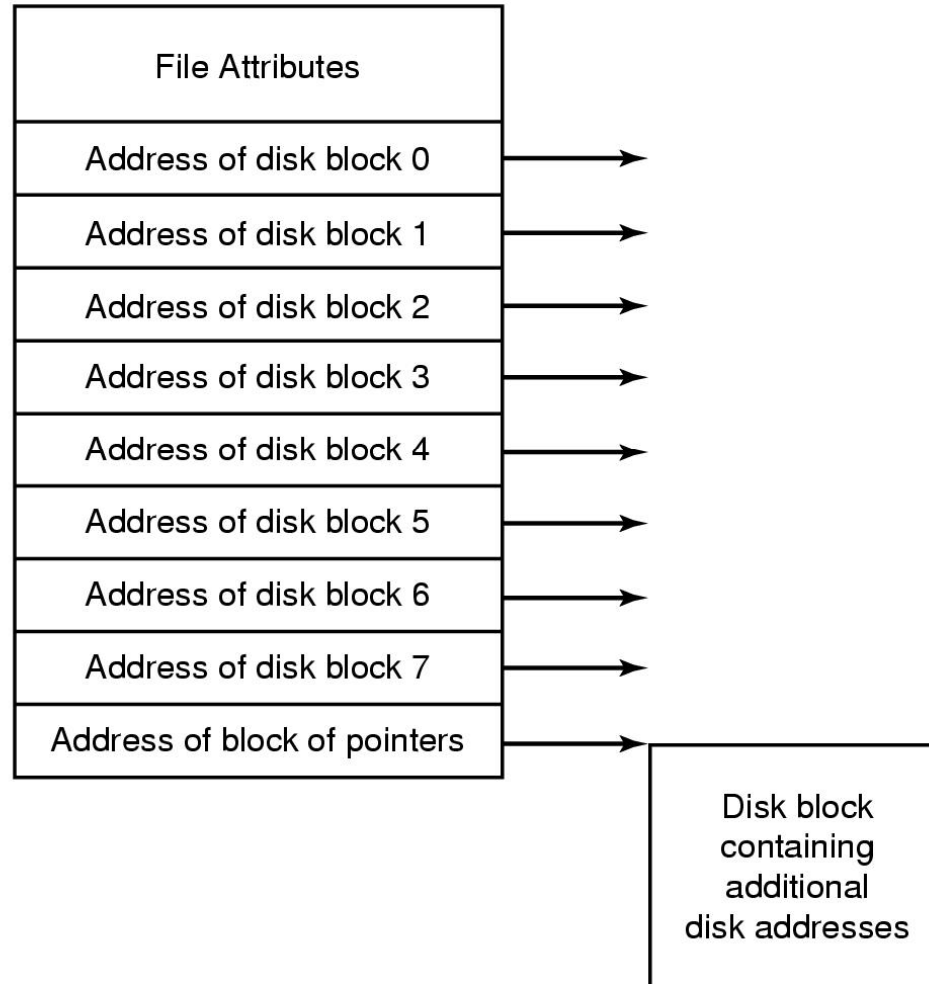 File Attributes
Address of disk block 0
Address of disk block 1
Address of disk block 2
Address of disk block 3
Address of disk block 4
Address of disk block 5
Address of disk block 6
Address of disk block 7
Address of block of pointers
Disk block
containing
additional
disk addresses